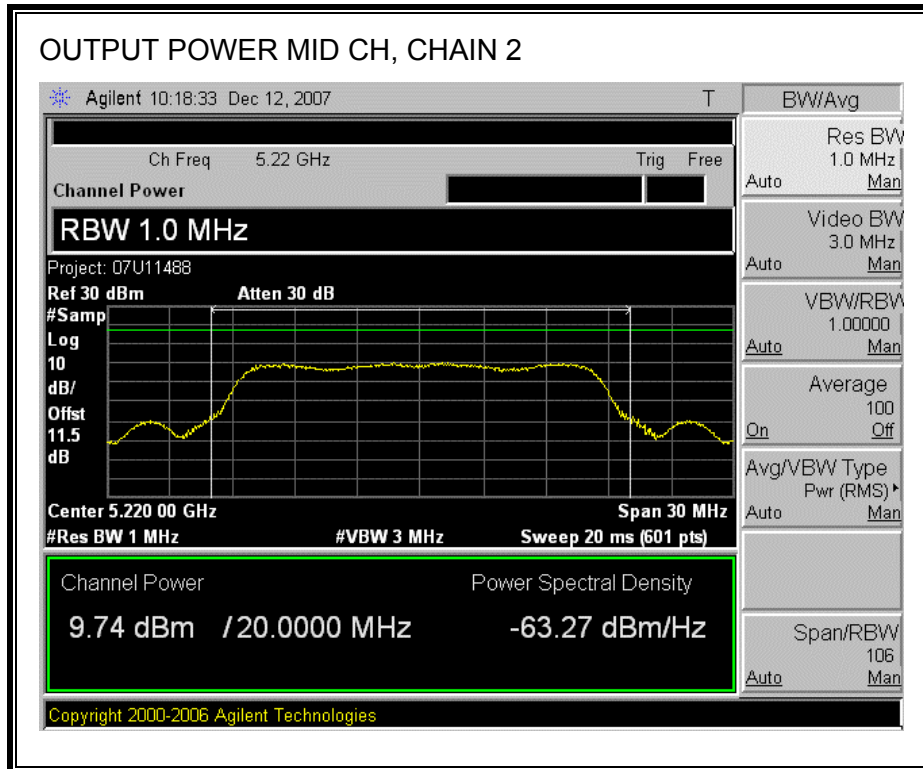 OUTPUT POWER MID CH, CHAIN 2
Agilent 10:18:33 Dec 12, 2007 T
BW/Avg
Ch Freq 5.22 GHz Trig Free
Channel Power
RBW 1.0 MHz
Project: 07U11488
Ref 30 dBm Atten 30 dB
#Samp
Log
10
dB/
Offst
11.5
dB
Center 5.220 00 GHz Span 30 MHz
#Res BW 1 MHz #VBW 3 MHz Sweep 20 ms (601 pts)
Channel Power Power Spectral Density
9.74 dBm / 20.0000 MHz -63.27 dBm/Hz
Copyright 2000-2006 Agilent Technologies
Res BW
1.0 MHz
Auto Man
Video BW
3.0 MHz
Auto Man
VBW/RBW
1.00000
Auto Man
Average
100
On Off
Avg/VBW Type
Pwr (RMS)
Auto Man
Span/RBW
106
Auto Man